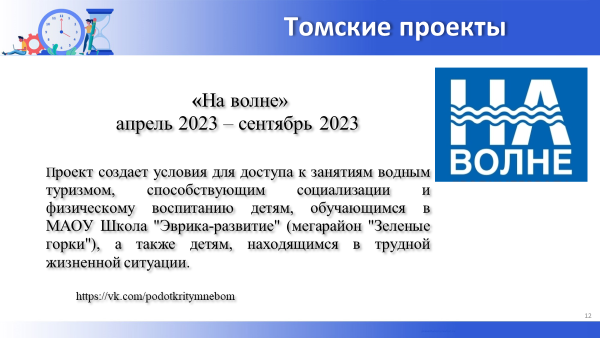 Томские проекты
«На волне»
апрель 2023 – сентябрь 2023
НА
ВОЛНЕ
Проект создает условия для доступа к занятиям водным
туризмом, способствующим социализации и
физическому воспитанию детям, обучающимся в
МАОУ Школа "Эврика-развитие" (мегарайон "Зеленые
горки"), а также детям, находящимся в трудной
жизненной ситуации.
https://vk.com/podotkritymnebom
12